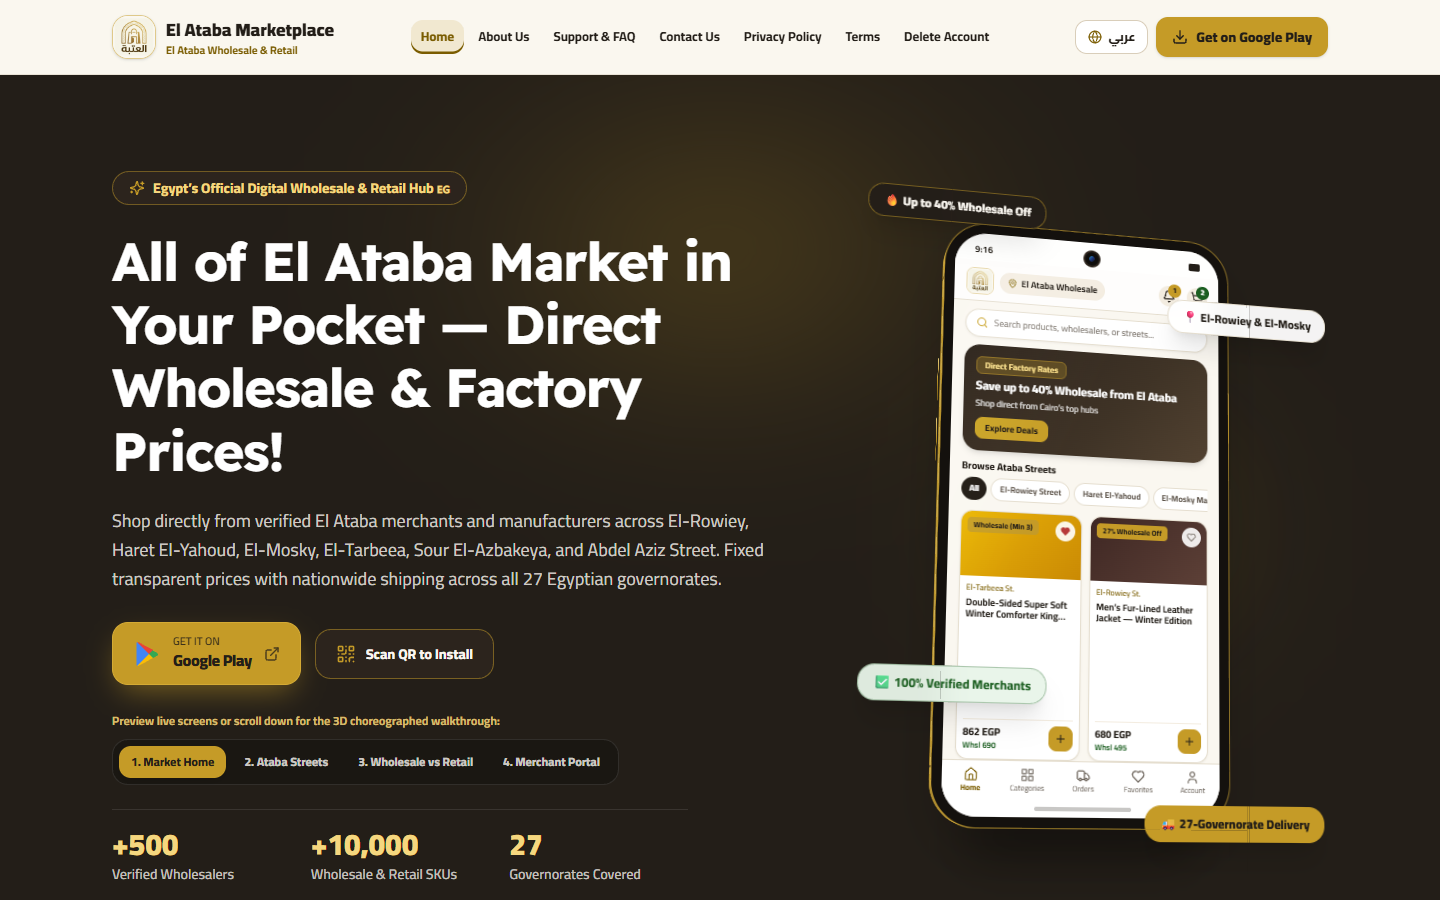 العتبة
El Ataba Marketplace
El Ataba Wholesale & Retail
Home
About Us
Support & FAQ
Contact Us
Privacy Policy
Terms
Delete Account
عربي
Get on Google Play
Egypt's Official Digital Wholesale & Retail Hub EG
All of El Ataba Market in
Your Pocket — Direct
Wholesale & Factory
Prices!
Shop directly from verified El Ataba merchants and manufacturers across El-Rowiey,
Haret El-Yahoud, El-Mosky, El-Tarbeea, Sour El-Azbakeya, and Abdel Aziz Street. Fixed
transparent prices with nationwide shipping across all 27 Egyptian governorates.
GET IT ON
Google Play
Scan QR to Install
Preview live screens or scroll down for the 3D choreographed walkthrough:
1. Market Home
2. Ataba Streets
3. Wholesale vs Retail
4. Merchant Portal
+500
Verified Wholesalers
+10,000
Wholesale & Retail SKUs
27
Governorates Covered
🔥 Up to 40% Wholesale Off
9:16
العتبة
El Ataba Wholesale
1
2
📍 El-Rowiey & El-Mosky
Search products, wholesalers, or streets...
Direct Factory Rates
Save up to 40% Wholesale from El Ataba
Shop direct from Cairo's top hubs
Explore Deals
Browse Ataba Streets
All
El-Rowiey Street
Haret El-Yahoud
El-Mosky Ma
Wholesale (Min 3)
El-Tarbeea St.
Double-Sided Super Soft
Winter Comforter King...
862 EGP
Whsl 690
27% Wholesale Off
El-Rowiey St.
Men's Fur-Lined Leather
Jacket — Winter Edition
680 EGP
Whsl 495
✅ 100% Verified Merchants
Home
Categories
Orders
Favorites
Account
🚚 27-Governorate Delivery